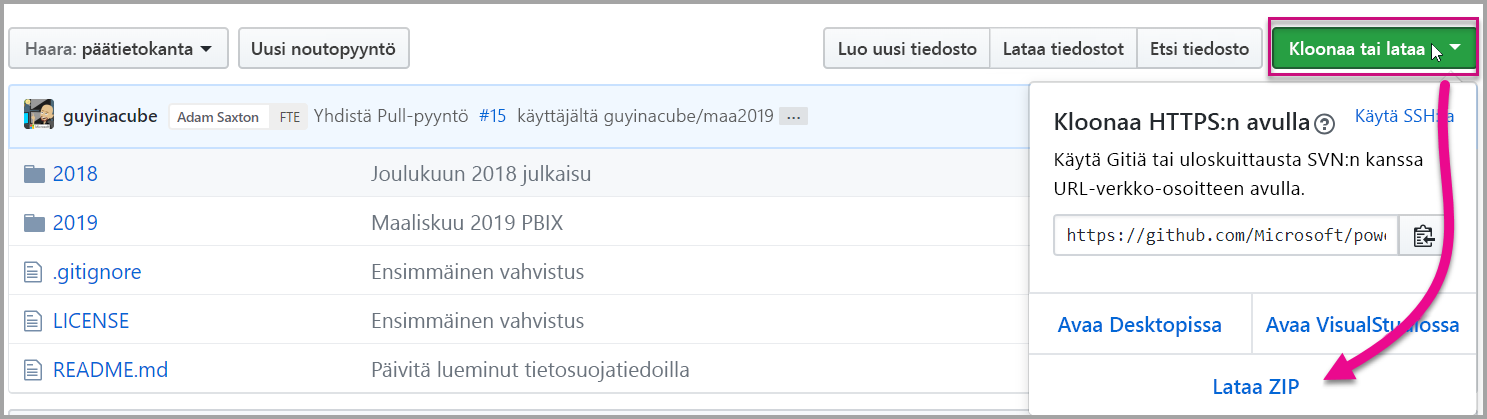 Haara: päätietokanta
Uusi noutopyyntö
Luo uusi tiedosto
Lataa tiedostot
Etsi tiedosto
Kloonaa tai lataa
guyinacube Adam Saxton FTE Yhdistä Pull-pyyntö #15 käyttäjältä guyinacube/maa2019 ...
2018 Joulukuun 2018 julkaisu
2019 Maaliskuu 2019 PBIX
.gitignore Ensimmäinen vahvistus
LICENSE Ensimmäinen vahvistus
README.md Päivitä lueminut tietosuojatiedoilla
Kloonaa HTTPS:n avulla ?
Käytä SSH:ta
Käytä Gitiä tai uloskuittausta SVN:n kanssa
URL-verkko-osoitteen avulla.
https://github.com/Microsoft/powe
Avaa Desktopissa
Avaa VisualStudiossa
Lataa ZIP